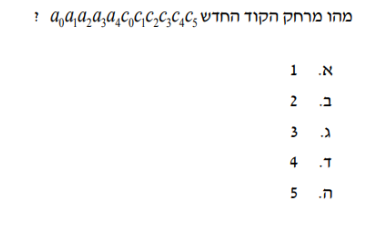 מהו מרחק הקוד החדש a₀a₁a₂a₃a₄c₀c₁c₂c₃c₄c₅ ?
א. 1
ב. 2
ג. 3
ד. 4
ה. 5